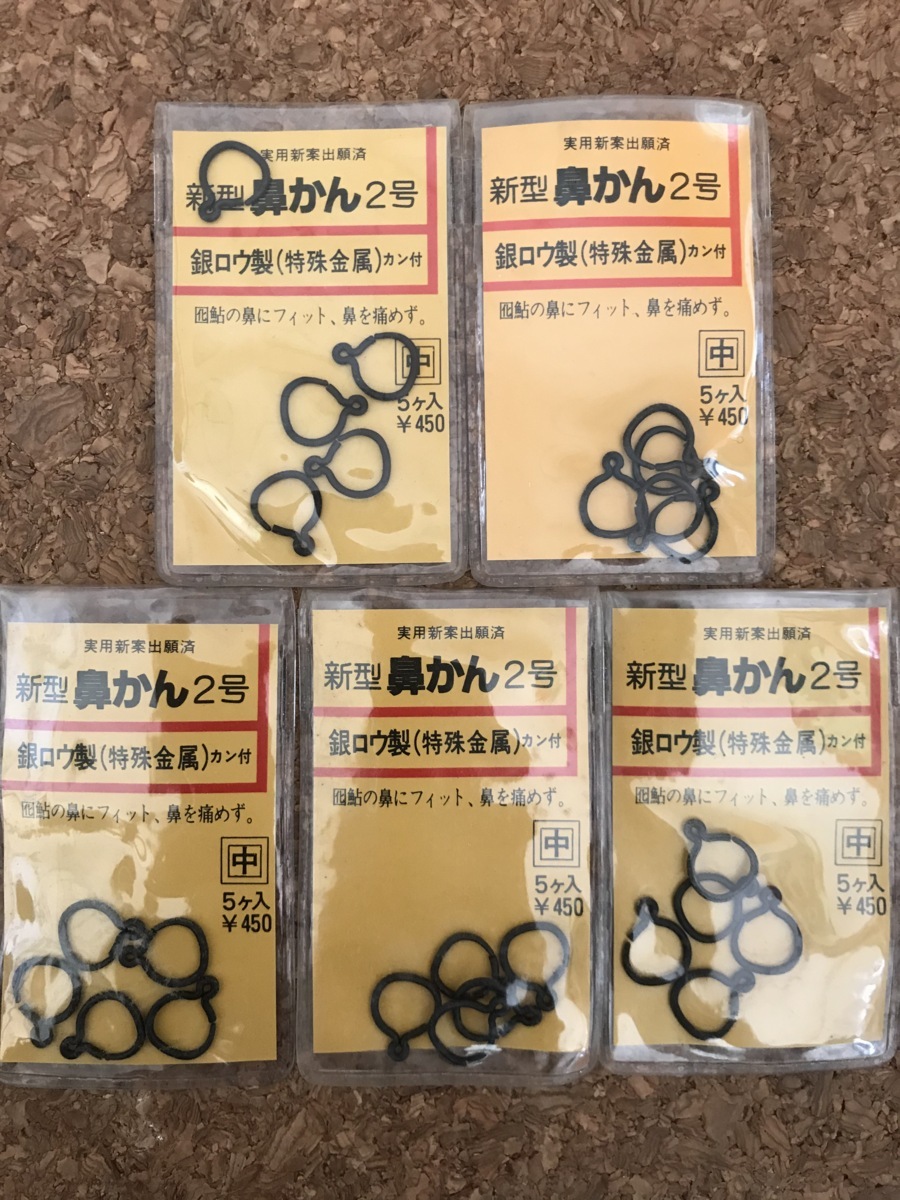 実用新案出願済
新型鼻かん2号
銀ロウ製(特殊金属)カン付
囮鮎の鼻にフィット、鼻を痛めず。
中
5ヶ入
¥450
実用新案出願済
新型鼻かん2号
銀ロウ製(特殊金属)カン付
囮鮎の鼻にフィット、鼻を痛めず。
中
5ヶ入
¥450
実用新案出願済
新型鼻かん2号
銀ロウ製(特殊金属)カン付
囮鮎の鼻にフィット、鼻を痛めず。
中
5ヶ入
¥450
実用新案出願済
新型鼻かん2号
銀ロウ製(特殊金属)カン付
囮鮎の鼻にフィット、鼻を痛めず。
中
5ヶ入
¥450
実用新案出願済
新型鼻かん2号
銀ロウ製(特殊金属)カン付
囮鮎の鼻にフィット、鼻を痛めず。
中
5ヶ入
¥450